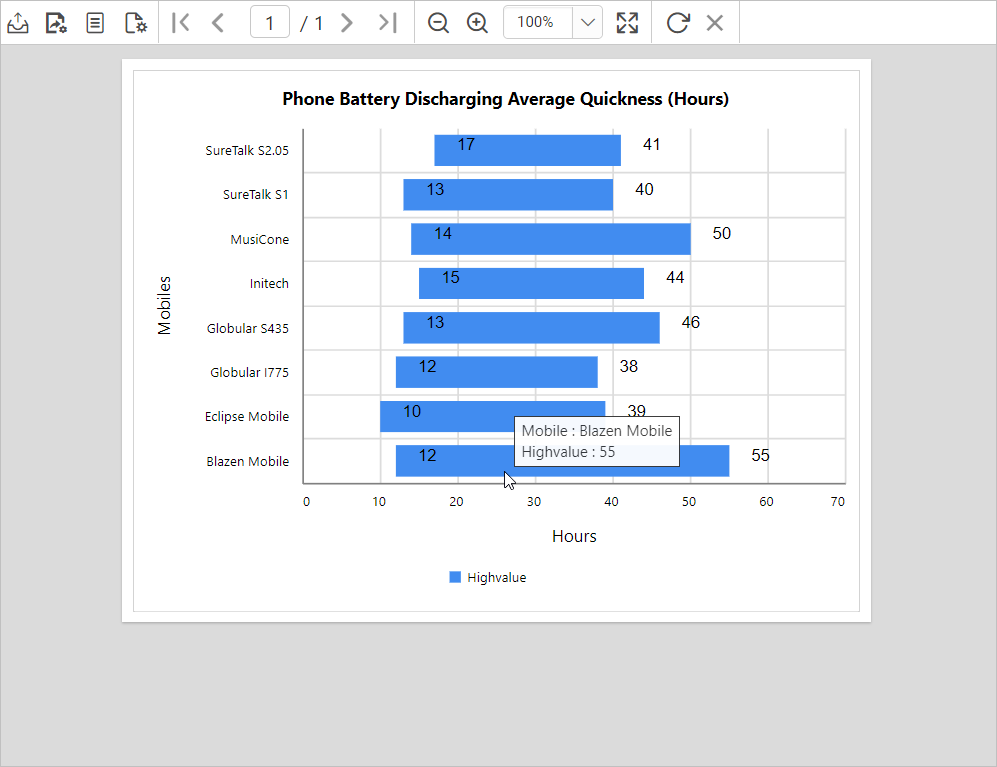 1 / 1 100%
Phone Battery Discharging Average Quickness (Hours)
Mobiles
SureTalk S2.05 17 41
SureTalk S1 13 40
MusiCone 14 50
Initech 15 44
Globular S435 13 46
Globular I775 12 38
Eclipse Mobile 10 39
Mobile : Blazen Mobile
Highvalue : 55
Blazen Mobile 12 55
0 10 20 30 40 50 60 70
Hours
Highvalue